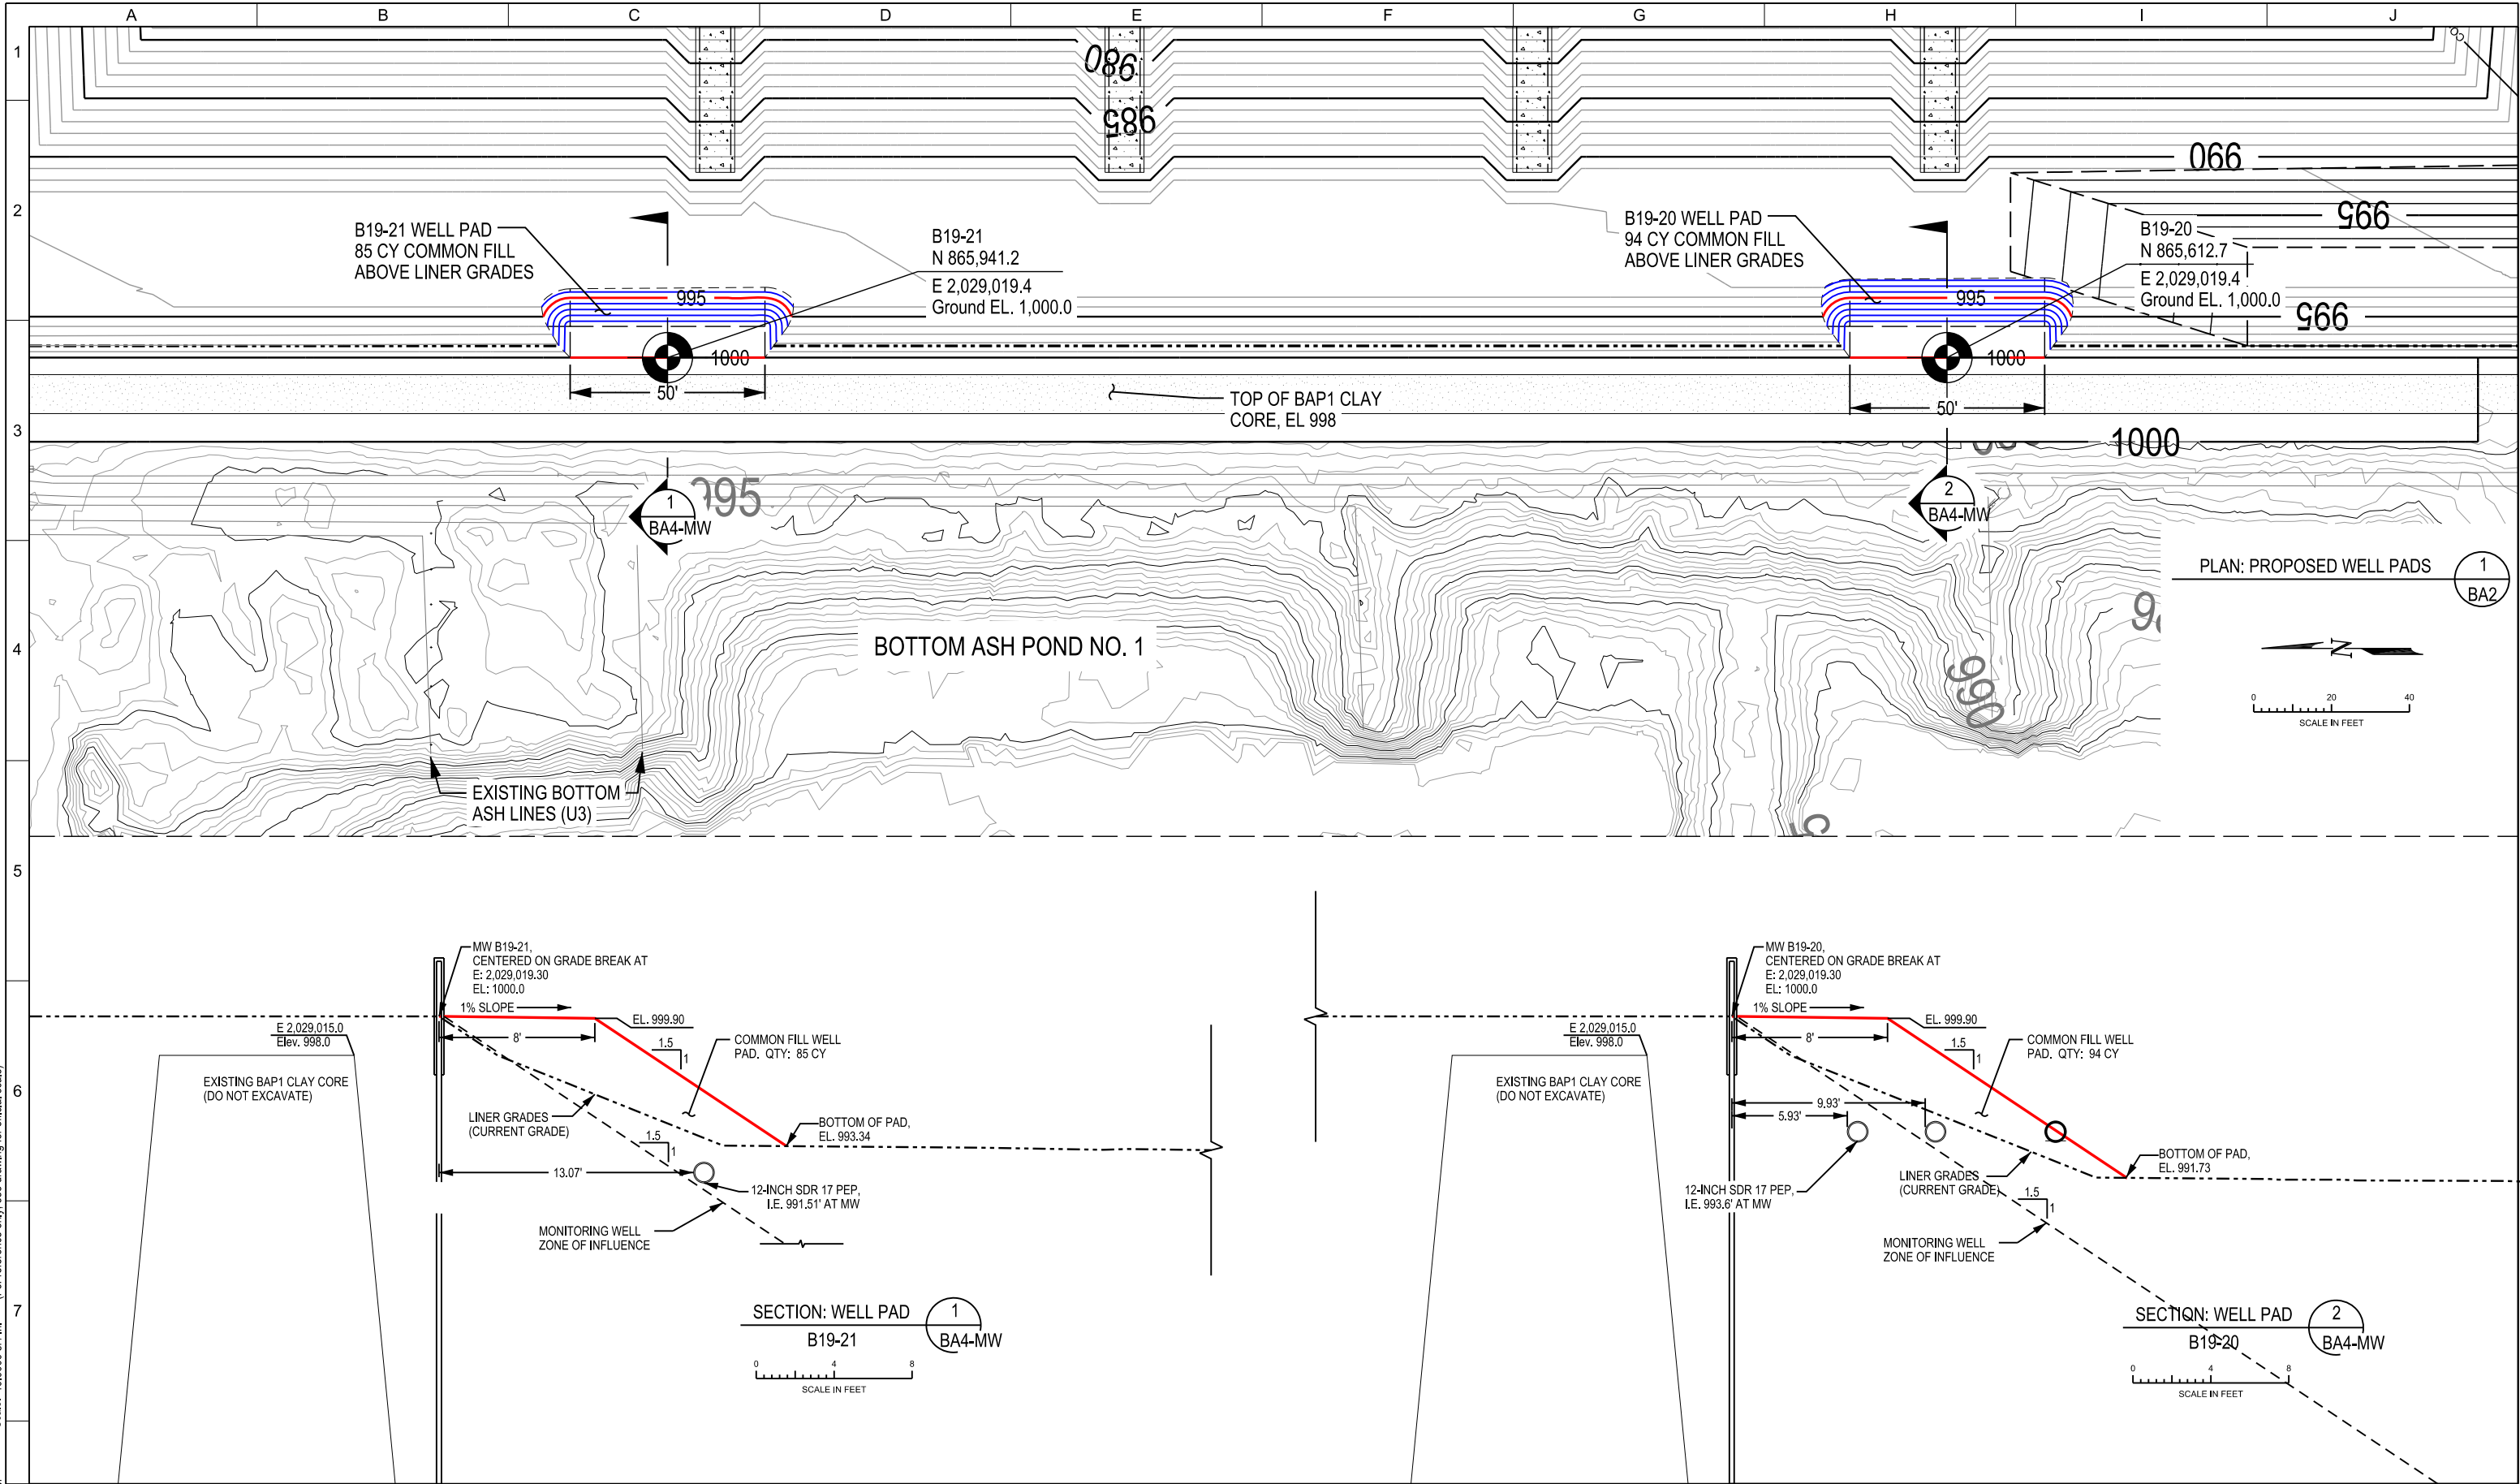 A B C D E F G H I J
1
2
3
4
5
6
7
980
985
990
995
995
B19-21 WELL PAD
85 CY COMMON FILL
ABOVE LINER GRADES
B19-21
N 865,941.2
E 2,029,019.4
Ground EL. 1,000.0
B19-20 WELL PAD
94 CY COMMON FILL
ABOVE LINER GRADES
B19-20
N 865,612.7
E 2,029,019.4
Ground EL. 1,000.0
995
1000
50'
995
1000
50'
TOP OF BAP1 CLAY
CORE, EL 998
1000
995
1
BA4-MW
2
BA4-MW
PLAN: PROPOSED WELL PADS
1
BA2
N
0 20 40
SCALE IN FEET
BOTTOM ASH POND NO. 1
990
EXISTING BOTTOM
ASH LINES (U3)
MW B19-21,
CENTERED ON GRADE BREAK AT
E: 2,029,019.30
EL: 1000.0
1% SLOPE
8'
EL. 999.90
E 2,029,015.0
Elev. 998.0
EXISTING BAP1 CLAY CORE
(DO NOT EXCAVATE)
1.5
1
COMMON FILL WELL
PAD. QTY: 85 CY
LINER GRADES
(CURRENT GRADE)
BOTTOM OF PAD,
EL. 993.34
1.5
1
13.07'
12-INCH SDR 17 PEP,
I.E. 991.51' AT MW
MONITORING WELL
ZONE OF INFLUENCE
SECTION: WELL PAD
B19-21
1
BA4-MW
0 4 8
SCALE IN FEET
MW B19-20,
CENTERED ON GRADE BREAK AT
E: 2,029,019.30
EL: 1000.0
1% SLOPE
8'
EL. 999.90
E 2,029,015.0
Elev. 998.0
EXISTING BAP1 CLAY CORE
(DO NOT EXCAVATE)
1.5
1
COMMON FILL WELL
PAD. QTY: 94 CY
9.93'
5.93'
12-INCH SDR 17 PEP,
I.E. 993.6' AT MW
LINER GRADES
(CURRENT GRADE)
BOTTOM OF PAD,
EL. 991.73
1.5
1
MONITORING WELL
ZONE OF INFLUENCE
SECTION: WELL PAD
B19-20
2
BA4-MW
0 4 8
SCALE IN FEET